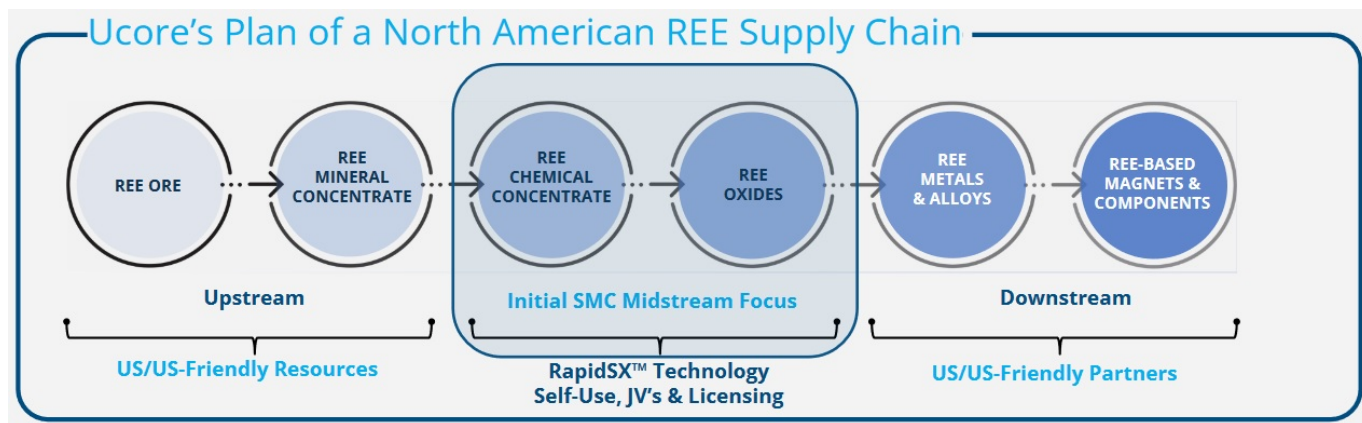 Ucore’s Plan of a North American REE Supply Chain
REE ORE
REE
MINERAL
CONCENTRATE
REE
CHEMICAL
CONCENTRATE
REE
OXIDES
REE
METALS
& ALLOYS
REE-BASED
MAGNETS &
COMPONENTS
Upstream
Initial SMC Midstream Focus
Downstream
US/US-Friendly Resources
RapidSX™ Technology
Self-Use, JV’s & Licensing
US/US-Friendly Partners